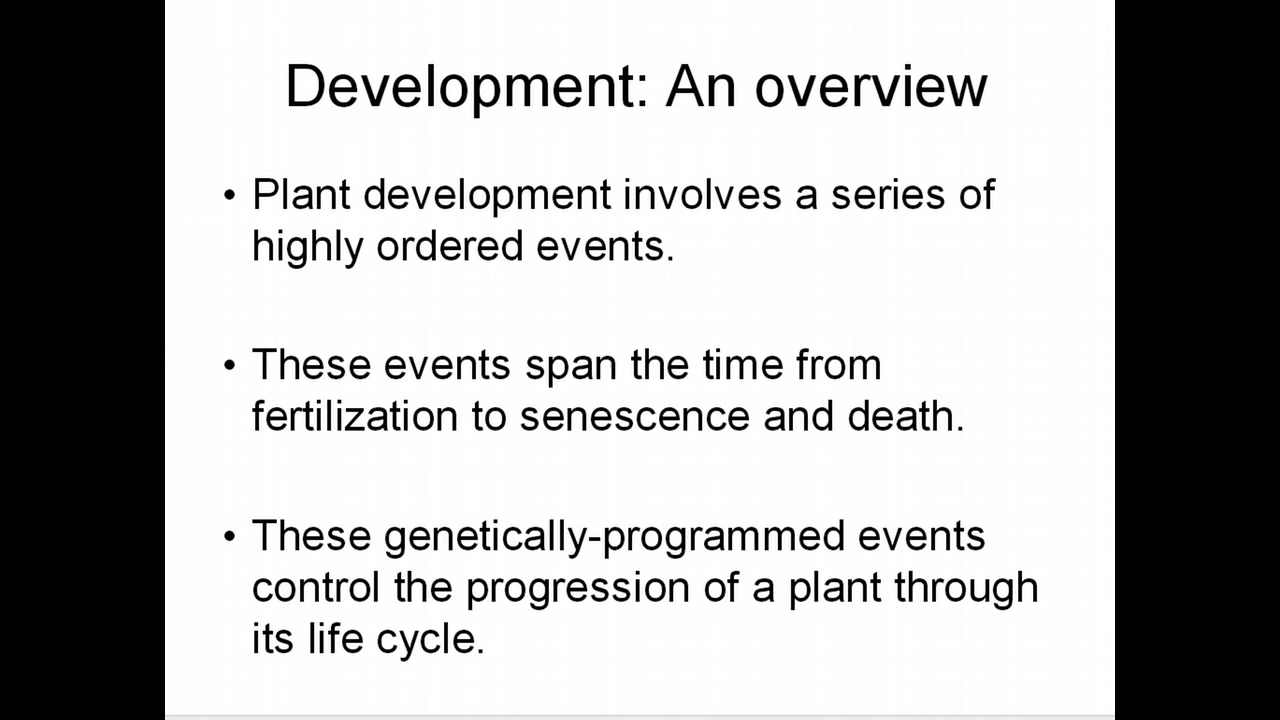 Development: An overview
• Plant development involves a series of
highly ordered events.
• These events span the time from
fertilization to senescence and death.
• These genetically-programmed events
control the progression of a plant through
its life cycle.